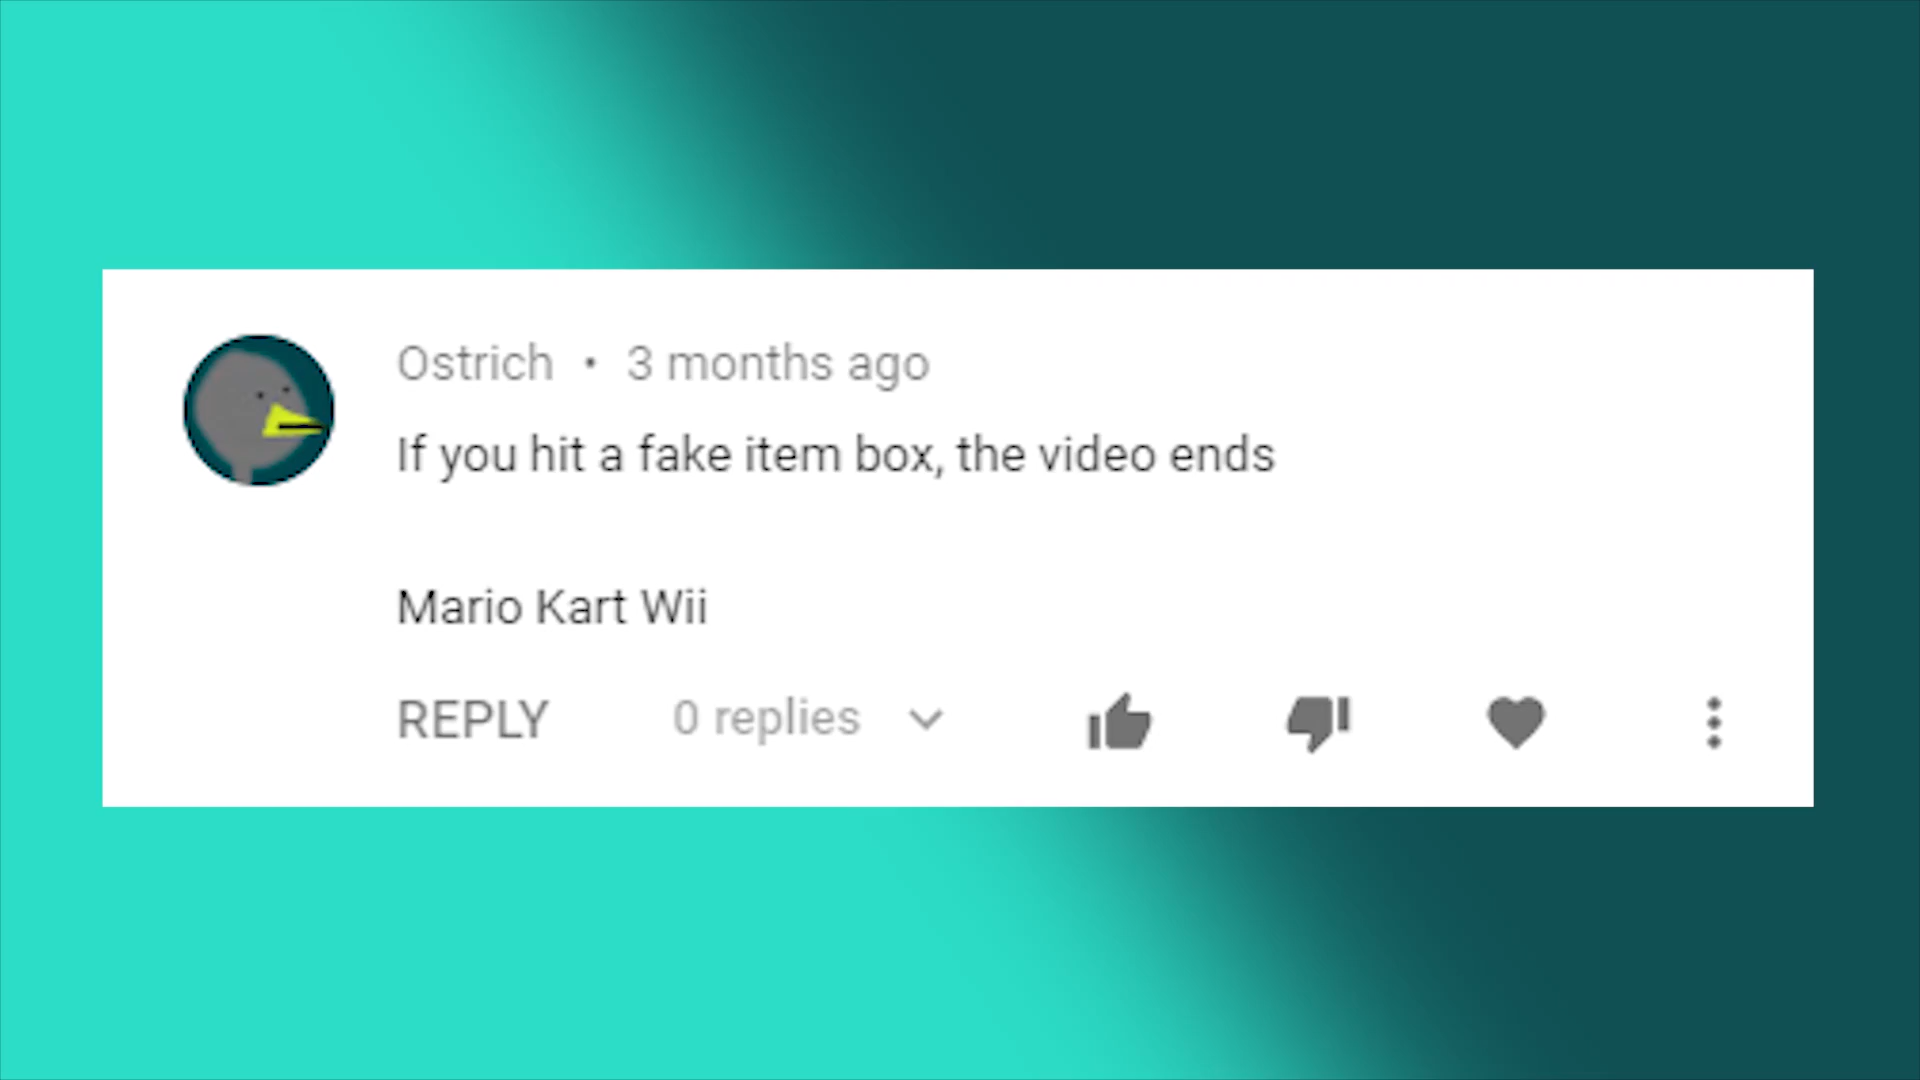 Ostrich • 3 months ago
If you hit a fake item box, the video ends
Mario Kart Wii
REPLY 0 replies